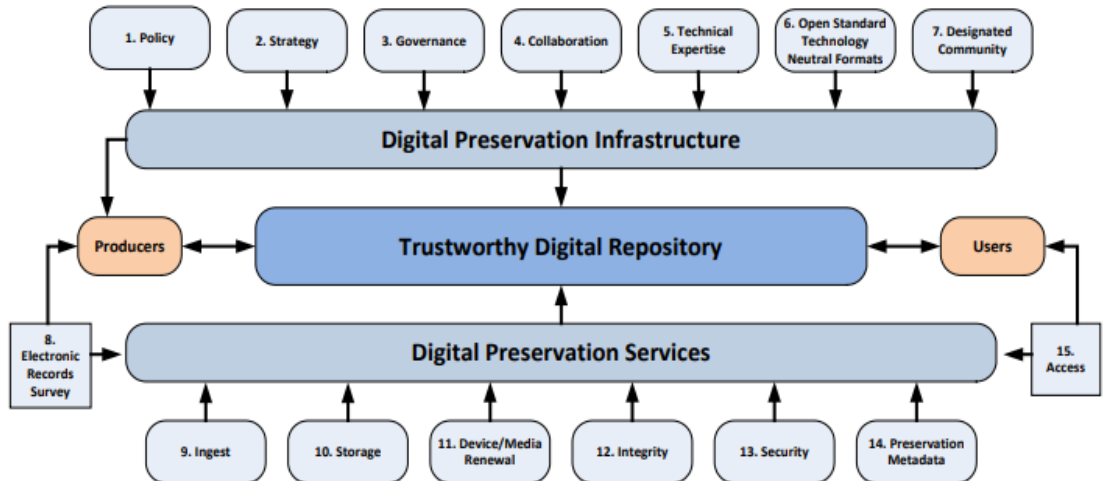 1. Policy
2. Strategy
3. Governance
4. Collaboration
5. Technical
Expertise
6. Open Standard
Technology
Neutral Formats
7. Designated
Community
Digital Preservation Infrastructure
Producers
Trustworthy Digital Repository
Users
8.
Electronic
Records
Survey
Digital Preservation Services
15.
Access
9. Ingest
10. Storage
11. Device/Media
Renewal
12. Integrity
13. Security
14. Preservation
Metadata